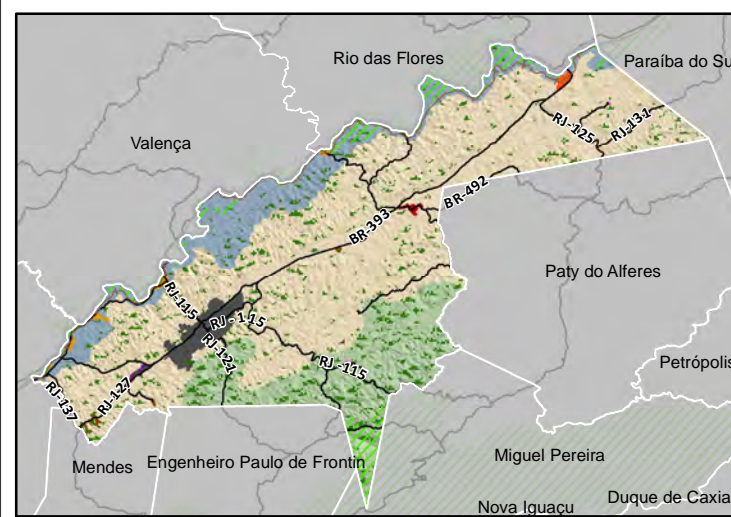 Rio das Flores
Paraíba do Su
Valença
RJ-125
RJ-131
BR-492
BR-393
Paty do Alferes
RJ-115
RJ - 115
RJ-121
RJ -115
Petrópolis
RJ-127
RJ-137
Mendes
Engenheiro Paulo de Frontin
Miguel Pereira
Nova Iguaçu
Duque de Caxia